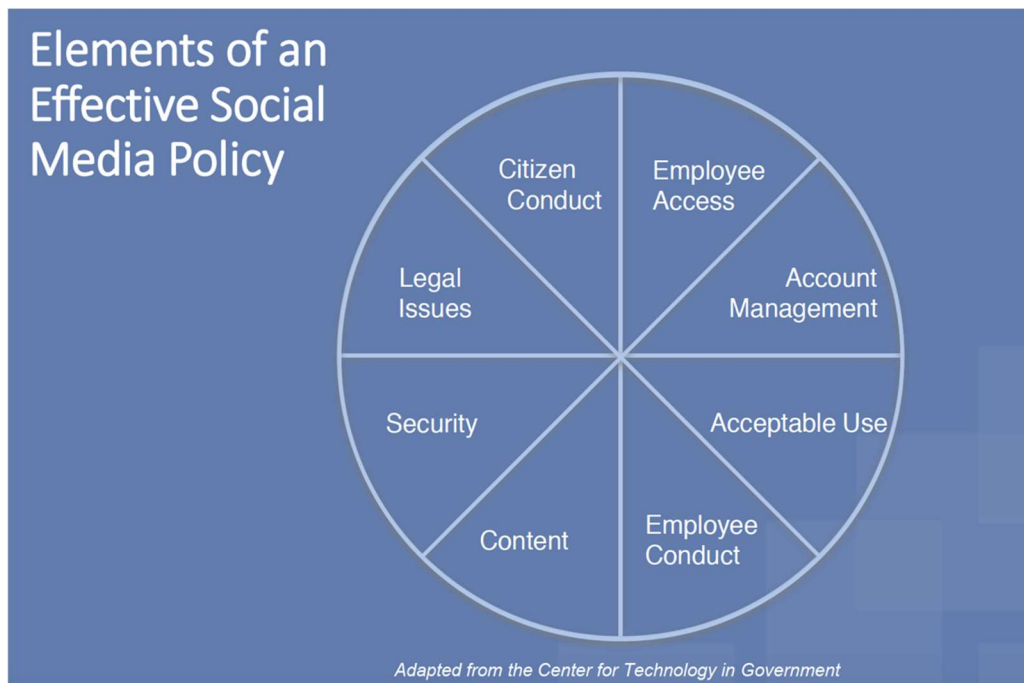 Elements of an
Effective Social
Media Policy
Citizen
Conduct
Employee
Access
Legal
Issues
Account
Management
Security
Acceptable Use
Content
Employee
Conduct
Adapted from the Center for Technology in Government